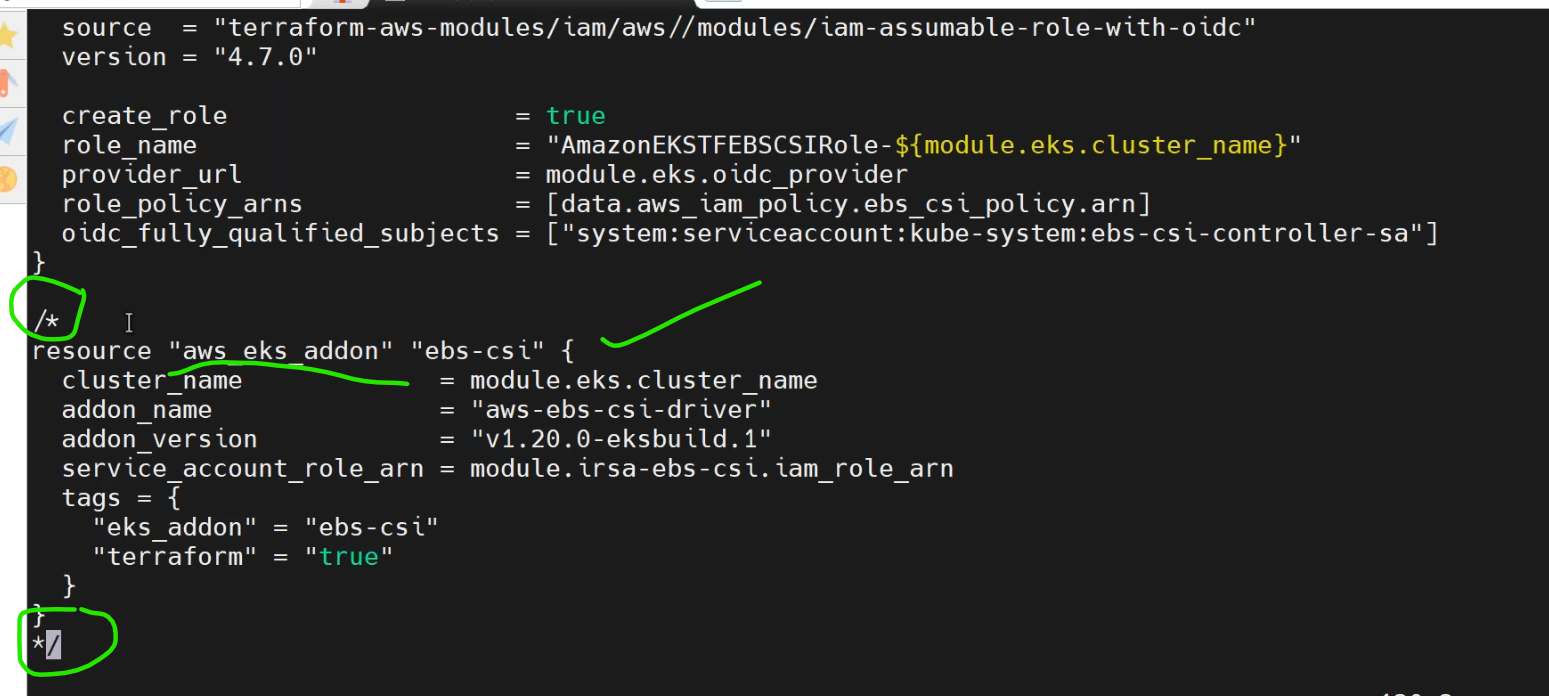 source  = "terraform-aws-modules/iam/aws//modules/iam-assumable-role-with-oidc"
version = "4.7.0"
create_role                   = true
role_name                     = "AmazonEKSTFEBSCSIRole-${module.eks.cluster_name}"
provider_url                  = module.eks.oidc_provider
role_policy_arns              = [data.aws_iam_policy.ebs_csi_policy.arn]
oidc_fully_qualified_subjects = ["system:serviceaccount:kube-system:ebs-csi-controller-sa"]
}
/*
resource "aws_eks_addon" "ebs-csi" {
cluster_name             = module.eks.cluster_name
addon_name               = "aws-ebs-csi-driver"
addon_version            = "v1.20.0-eksbuild.1"
service_account_role_arn = module.irsa-ebs-csi.iam_role_arn
tags = {
"eks_addon" = "ebs-csi"
"terraform" = "true"
}
}
*/